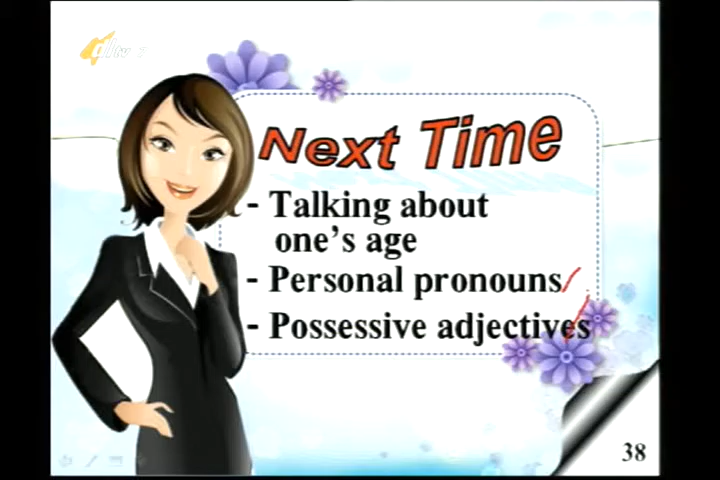 Next Time
- Talking about
one's age
- Personal pronouns
- Possessive adjectives
38